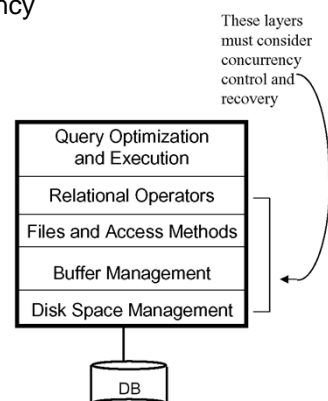 ncy
These layers
must consider
concurrency
control and
recovery
Query Optimization
and Execution
Relational Operators
Files and Access Methods
Buffer Management
Disk Space Management
DB